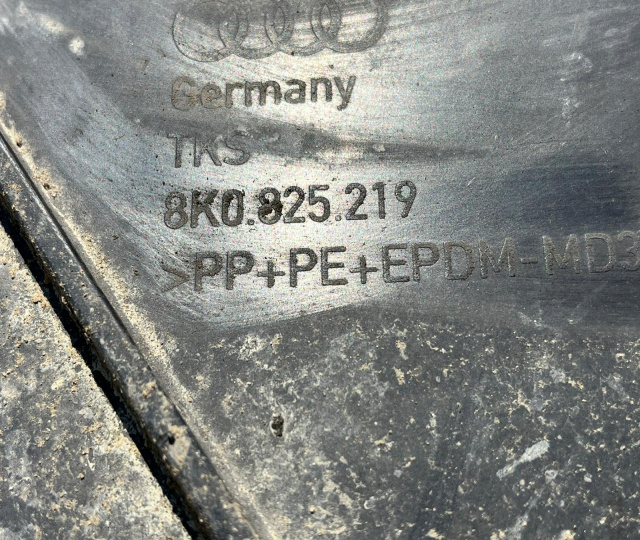 Germany
TKS
8K0.825.219
>PP+PE+EPDM-MD3